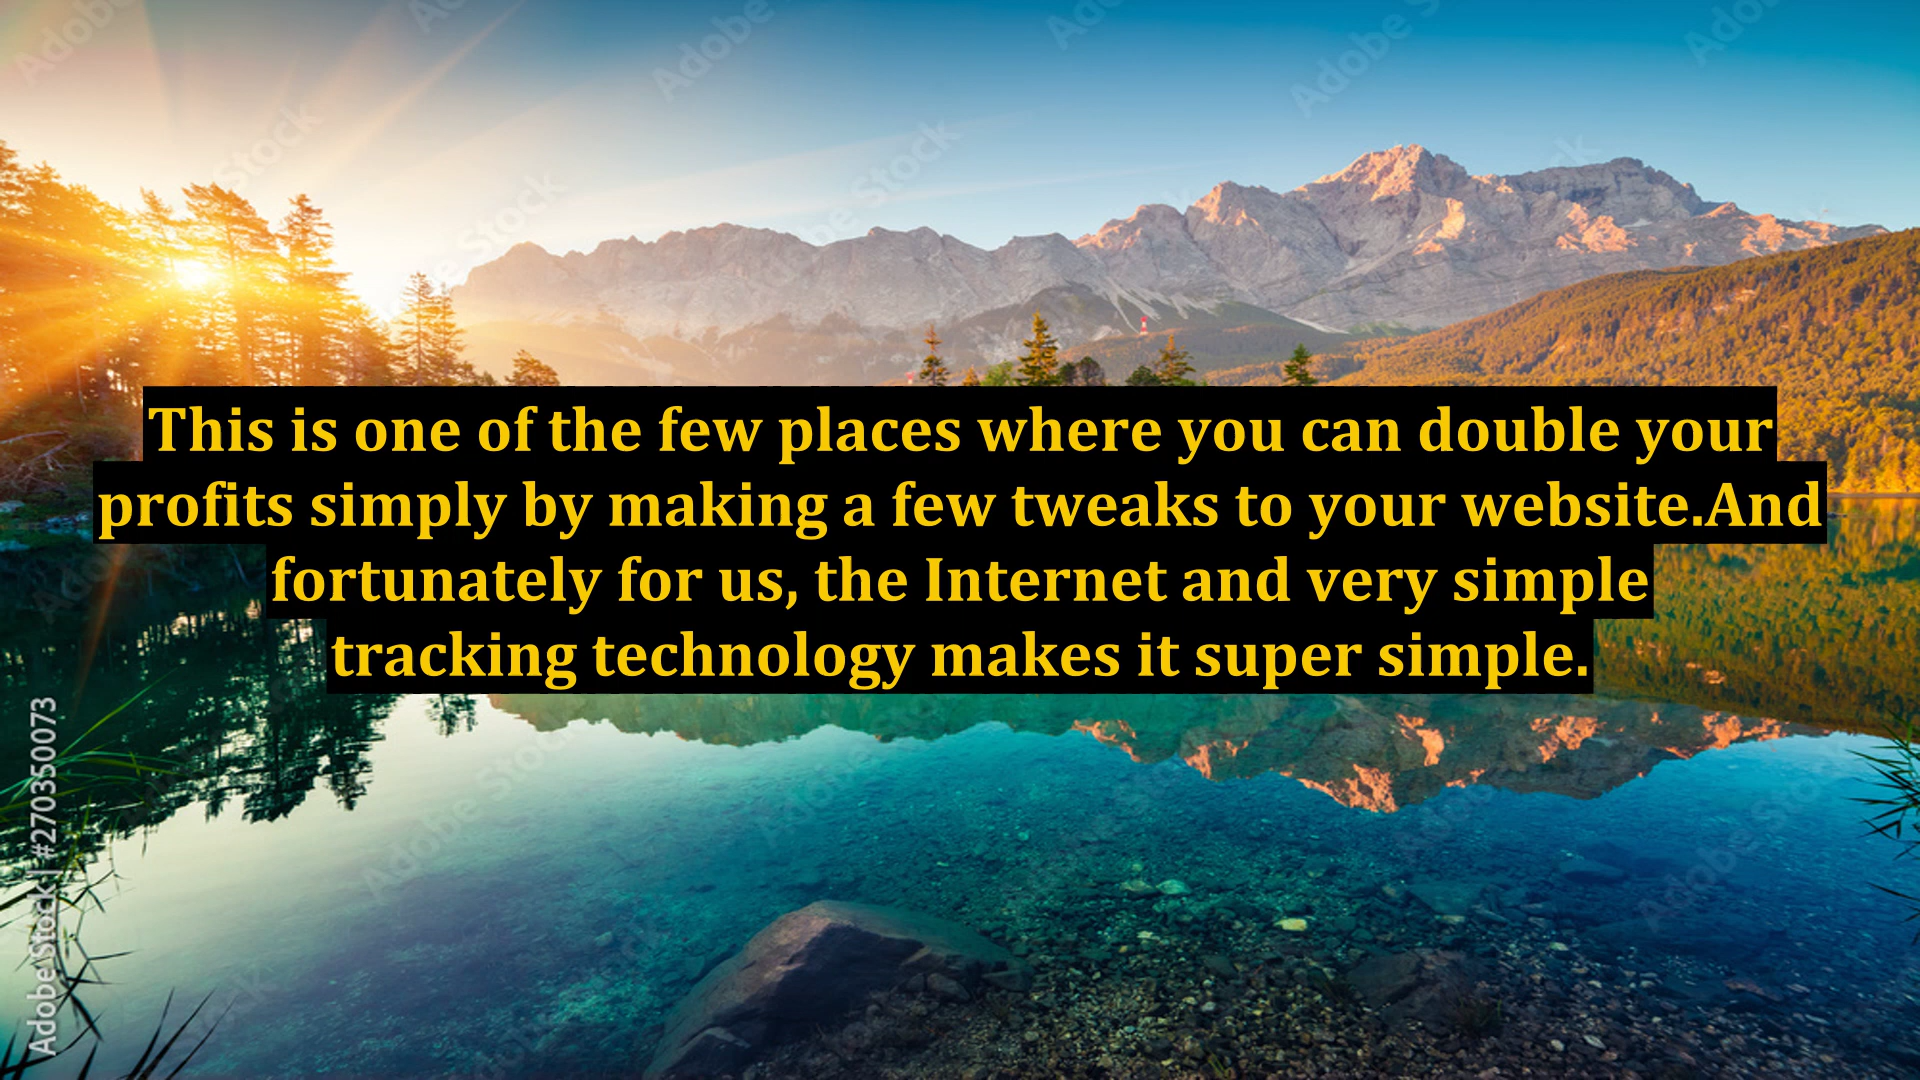 This is one of the few places where you can double your
profits simply by making a few tweaks to your website.And
fortunately for us, the Internet and very simple
tracking technology makes it super simple.
Adobe Stock | #270350073
Adobe Stock